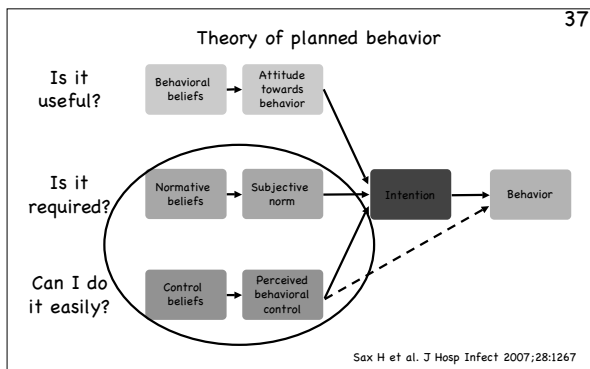 37
Theory of planned behavior
Is it
useful?
Behavioral
beliefs
Attitude
towards
behavior
Is it
required?
Normative
beliefs
Subjective
norm
Intention
Behavior
Can I do
it easily?
Control
beliefs
Perceived
behavioral
control
Sax H et al. J Hosp Infect 2007;28:1267